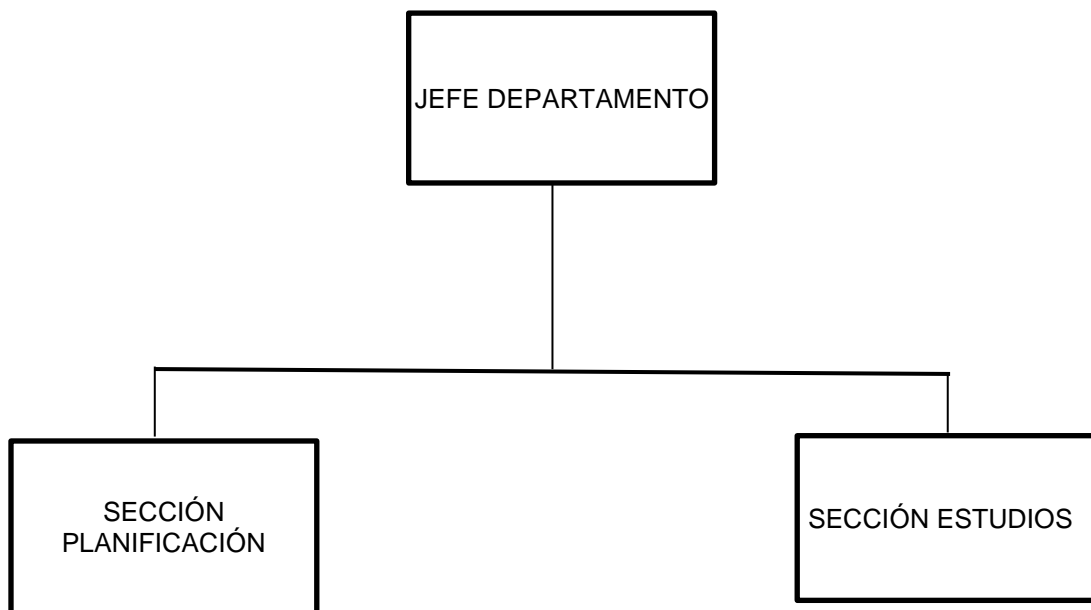 JEFE DEPARTAMENTO
SECCIÓN
PLANIFICACIÓN
SECCIÓN ESTUDIOS